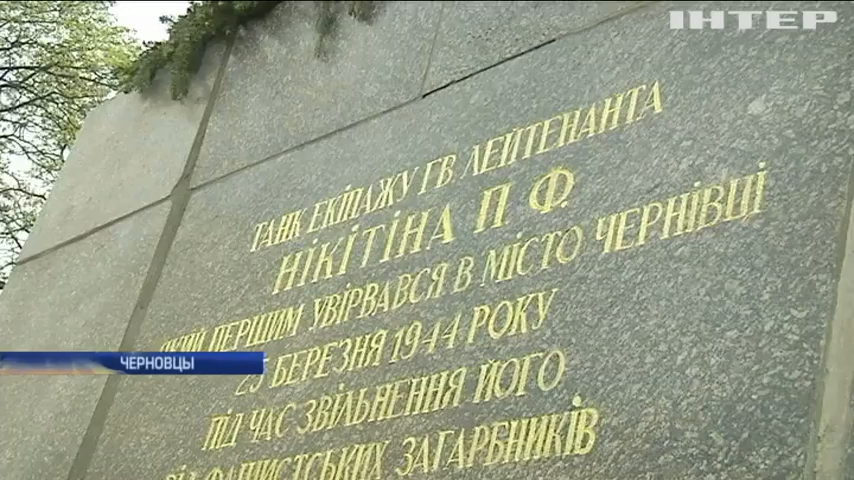 ІНТЕР
ТАНК ЕКІПАЖУ ГВ ЛЕЙТЕНАНТА
НІКІТІНА П Ф.
ПЕРШИМ УВІРВАВСЯ В МІСТО ЧЕРНІВЦІ
БЕРЕЗНЯ 1944 РОКУ
ПІД ЧАС ЗВІЛЬНЕННЯ ЙОГО
ЗАГАРБНИКІВ
ЧЕРНОВЦЫ